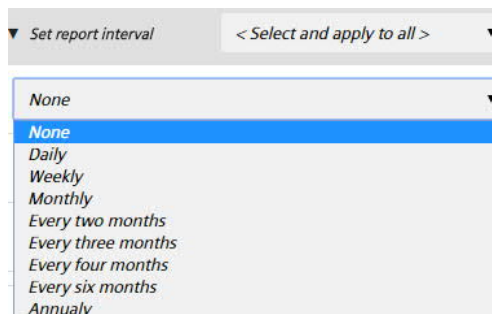 Set report interval
< Select and apply to all >
None
None
Daily
Weekly
Monthly
Every two months
Every three months
Every four months
Every six months
Annualy